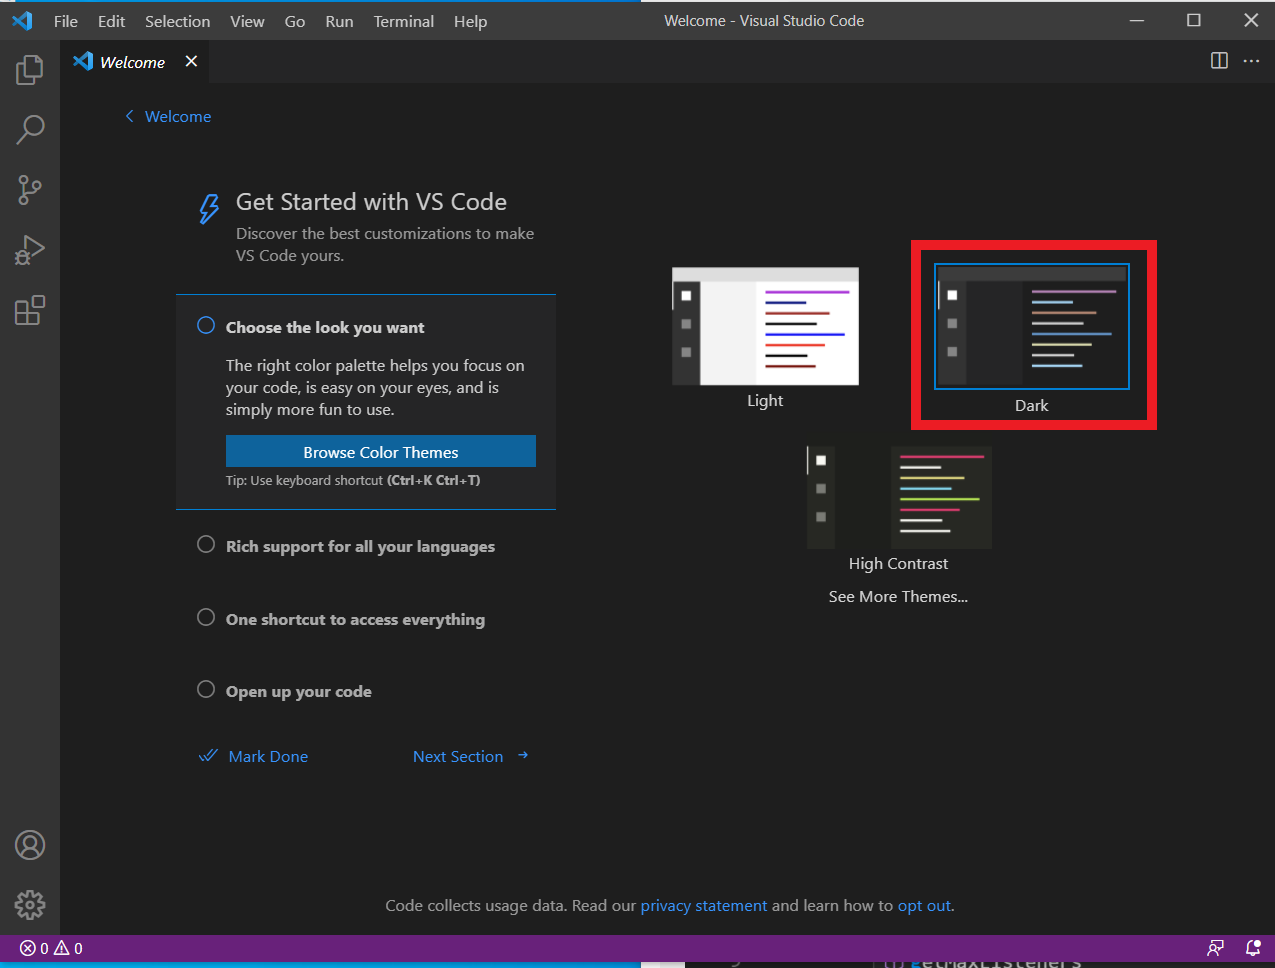 File Edit Selection View Go Run Terminal Help Welcome - Visual Studio Code
Welcome
Welcome
Get Started with VS Code
Discover the best customizations to make
VS Code yours.
Choose the look you want
The right color palette helps you focus on
your code, is easy on your eyes, and is
simply more fun to use.
Browse Color Themes
Tip: Use keyboard shortcut (Ctrl+K Ctrl+T)
Rich support for all your languages
One shortcut to access everything
Open up your code
Mark Done
Next Section
Light
Dark
High Contrast
See More Themes...
Code collects usage data. Read our privacy statement and learn how to opt out.
0 0
getMaxListeners